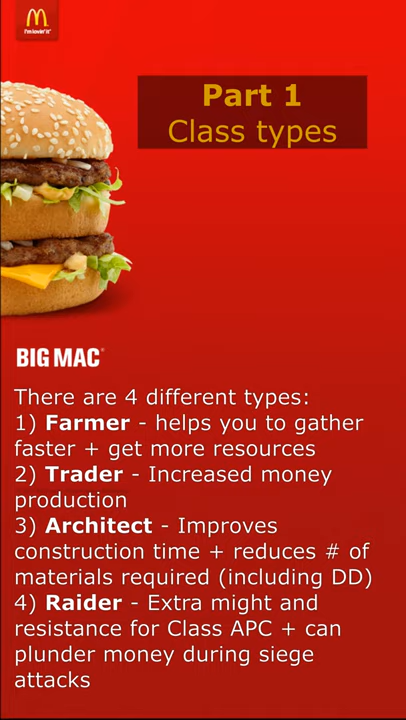 i'm lovin' it
Part 1
Class types
BIG MAC®
There are 4 different types:
1) Farmer - helps you to gather
faster + get more resources
2) Trader - Increased money
production
3) Architect - Improves
construction time + reduces # of
materials required (including DD)
4) Raider - Extra might and
resistance for Class APC + can
plunder money during siege
attacks